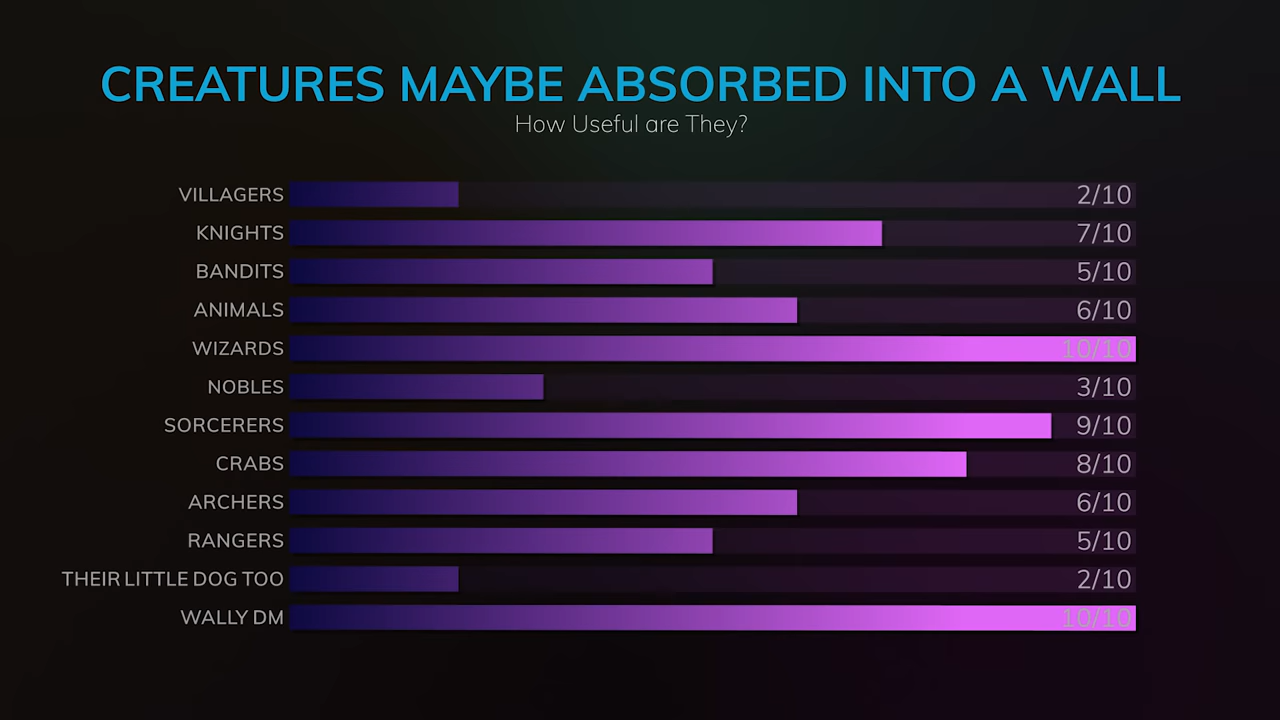 CREATURES MAYBE ABSORBED INTO A WALL
How Useful are They?
VILLAGERS 2/10
KNIGHTS 7/10
BANDITS 5/10
ANIMALS 6/10
WIZARDS 10/10
NOBLES 3/10
SORCERERS 9/10
CRABS 8/10
ARCHERS 6/10
RANGERS 5/10
THEIR LITTLE DOG TOO 2/10
WALLY DM 10/10